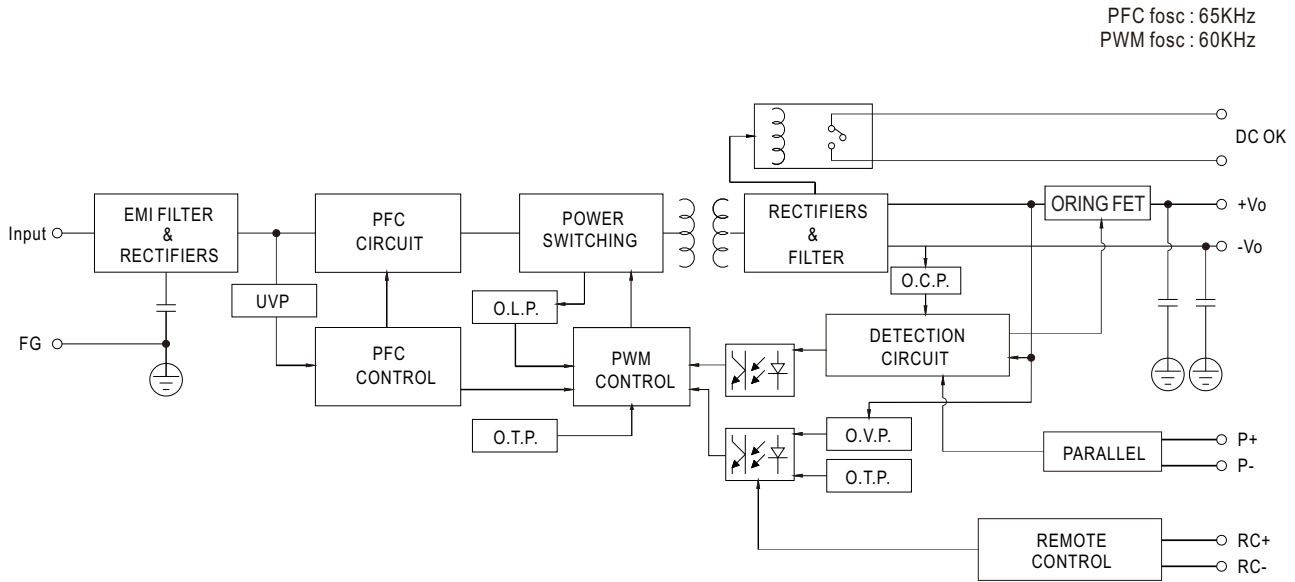 PFC fosc : 65KHz
PWM fosc : 60KHz
DC OK
EMI FILTER
&
RECTIFIERS
PFC
CIRCUIT
POWER
SWITCHING
RECTIFIERS
&
FILTER
ORING FET
+Vo
Input
-Vo
UVP
O.L.P.
O.C.P.
FG
PFC
CONTROL
PWM
CONTROL
DETECTION
CIRCUIT
O.T.P.
O.V.P.
O.T.P.
PARALLEL
P+
P-
REMOTE
CONTROL
RC+
RC-